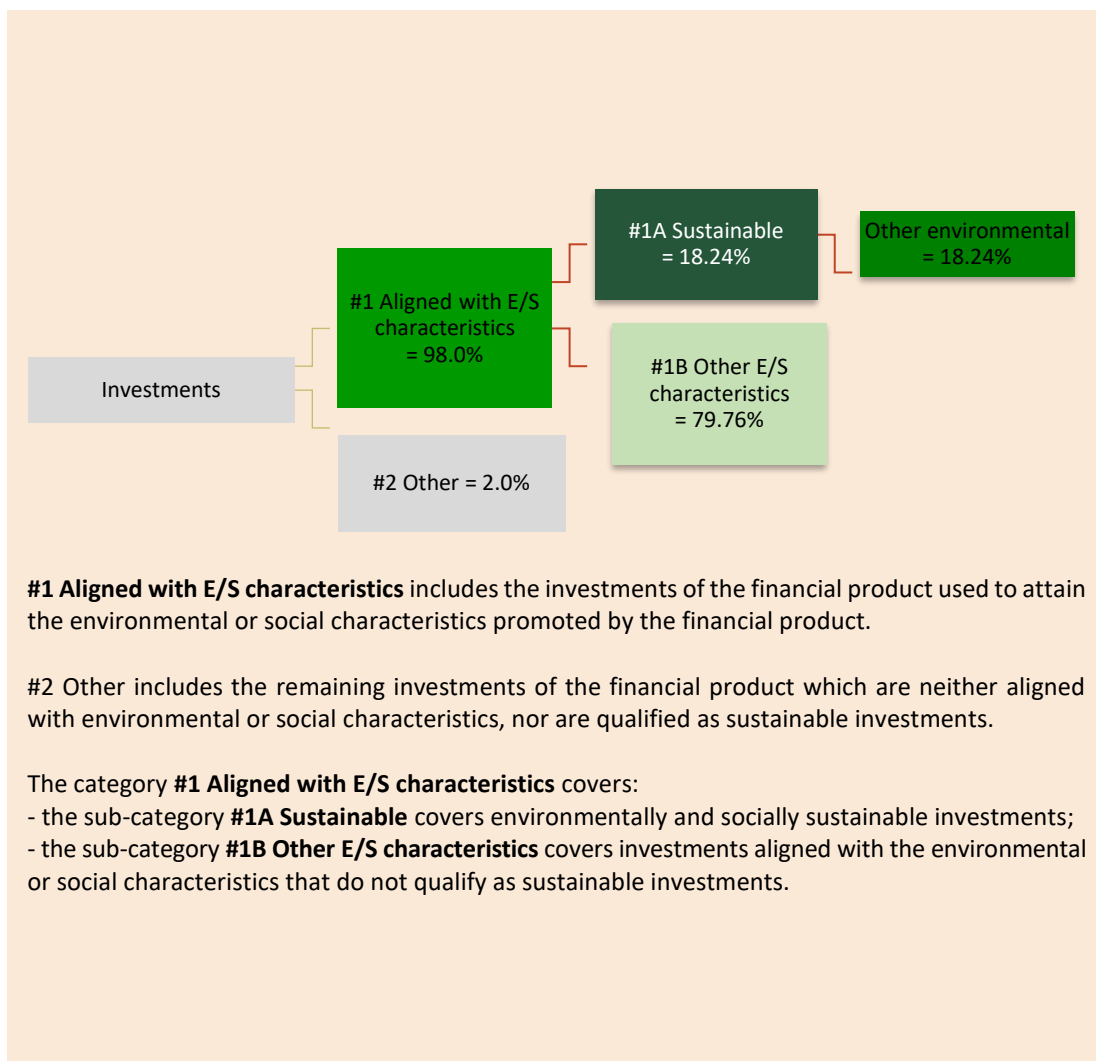 Investments
#1 Aligned with E/S
characteristics
= 98.0%
#2 Other = 2.0%
#1A Sustainable
= 18.24%
#1B Other E/S
characteristics
= 79.76%
Other environmental
= 18.24%
#1 Aligned with E/S characteristics includes the investments of the financial product used to attain
the environmental or social characteristics promoted by the financial product.
#2 Other includes the remaining investments of the financial product which are neither aligned
with environmental or social characteristics, nor are qualified as sustainable investments.
The category #1 Aligned with E/S characteristics covers:
- the sub-category #1A Sustainable covers environmentally and socially sustainable investments;
- the sub-category #1B Other E/S characteristics covers investments aligned with the environmental
or social characteristics that do not qualify as sustainable investments.